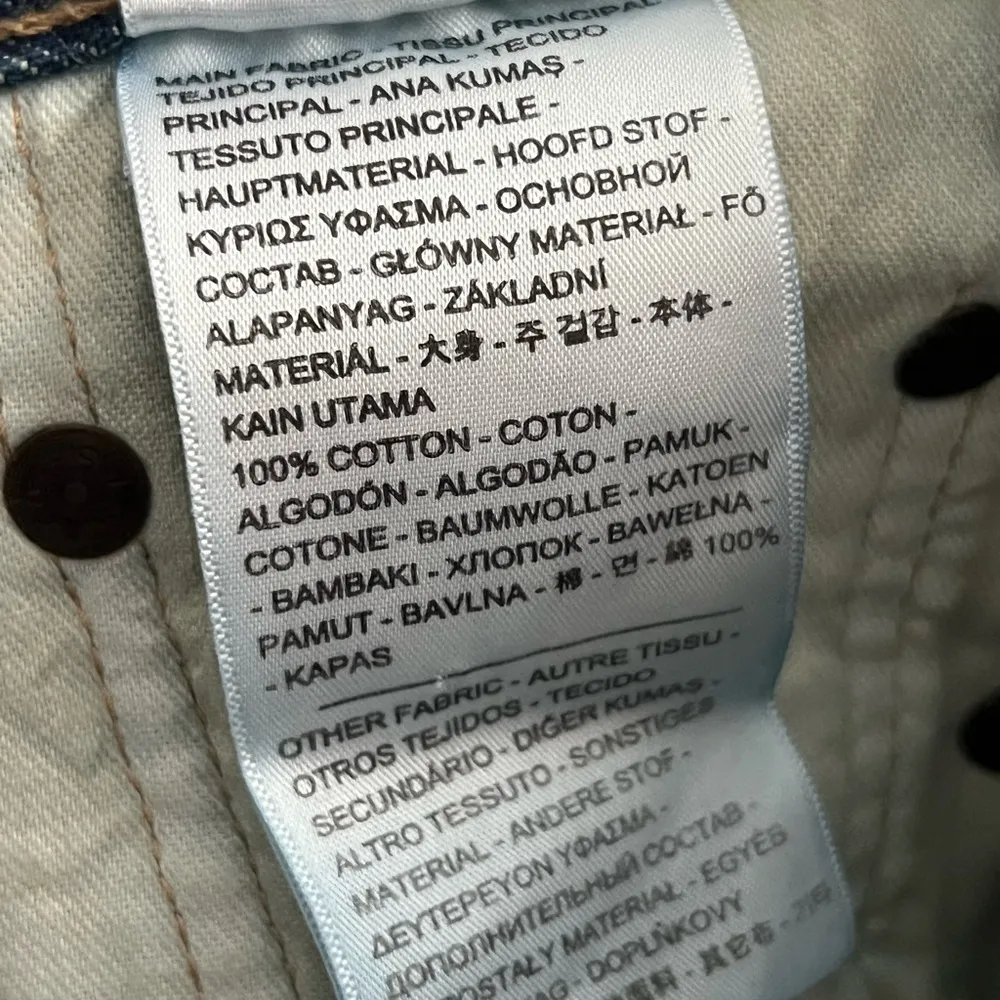 MAIN FABRIC - TISSU PRINCIPAL
TEJIDO PRINCIPAL - TECIDO
PRINCIPAL - ANA KUMAŞ -
TESSUTO PRINCIPALE -
HAUPTMATERIAL - HOOFD STOF -
ΚΥΡΙΩΣ ΥΦΑΣΜΑ - ОСНОВНОЙ
СОСТАВ - GŁÓWNY MATERIAŁ - FŐ
ALAPANYAG - ZÁKLADNÍ
MATERIÁL - 大身 - 주 겉감 - 本体 -
KAIN UTAMA
100% COTTON - COTON -
ALGODÓN - ALGODÃO - PAMUK -
COTONE - BAUMWOLLE - KATOEN
- BAMBAKI - ХЛОПОК - BAWEŁNA -
PAMUT - BAVLNA - 棉 - 면 - 綿 100%
- KAPAS
OTHER FABRIC - AUTRE TISSU -
OTROS TEJIDOS - TECIDO
SECUNDÁRIO - DIĞER KUMAŞ -
ALTRO TESSUTO - SONSTIGES
MATERIAL - ANDERE STOF -
ΔΕΥΤΕΡΕΥΟΝ ΥΦΑΣΜΑ -
ДОПОЛНИТЕЛЬНЫЙ СОСТАВ -
MATERIAŁ - EGYÉB
- DOPLŇKOVÝ